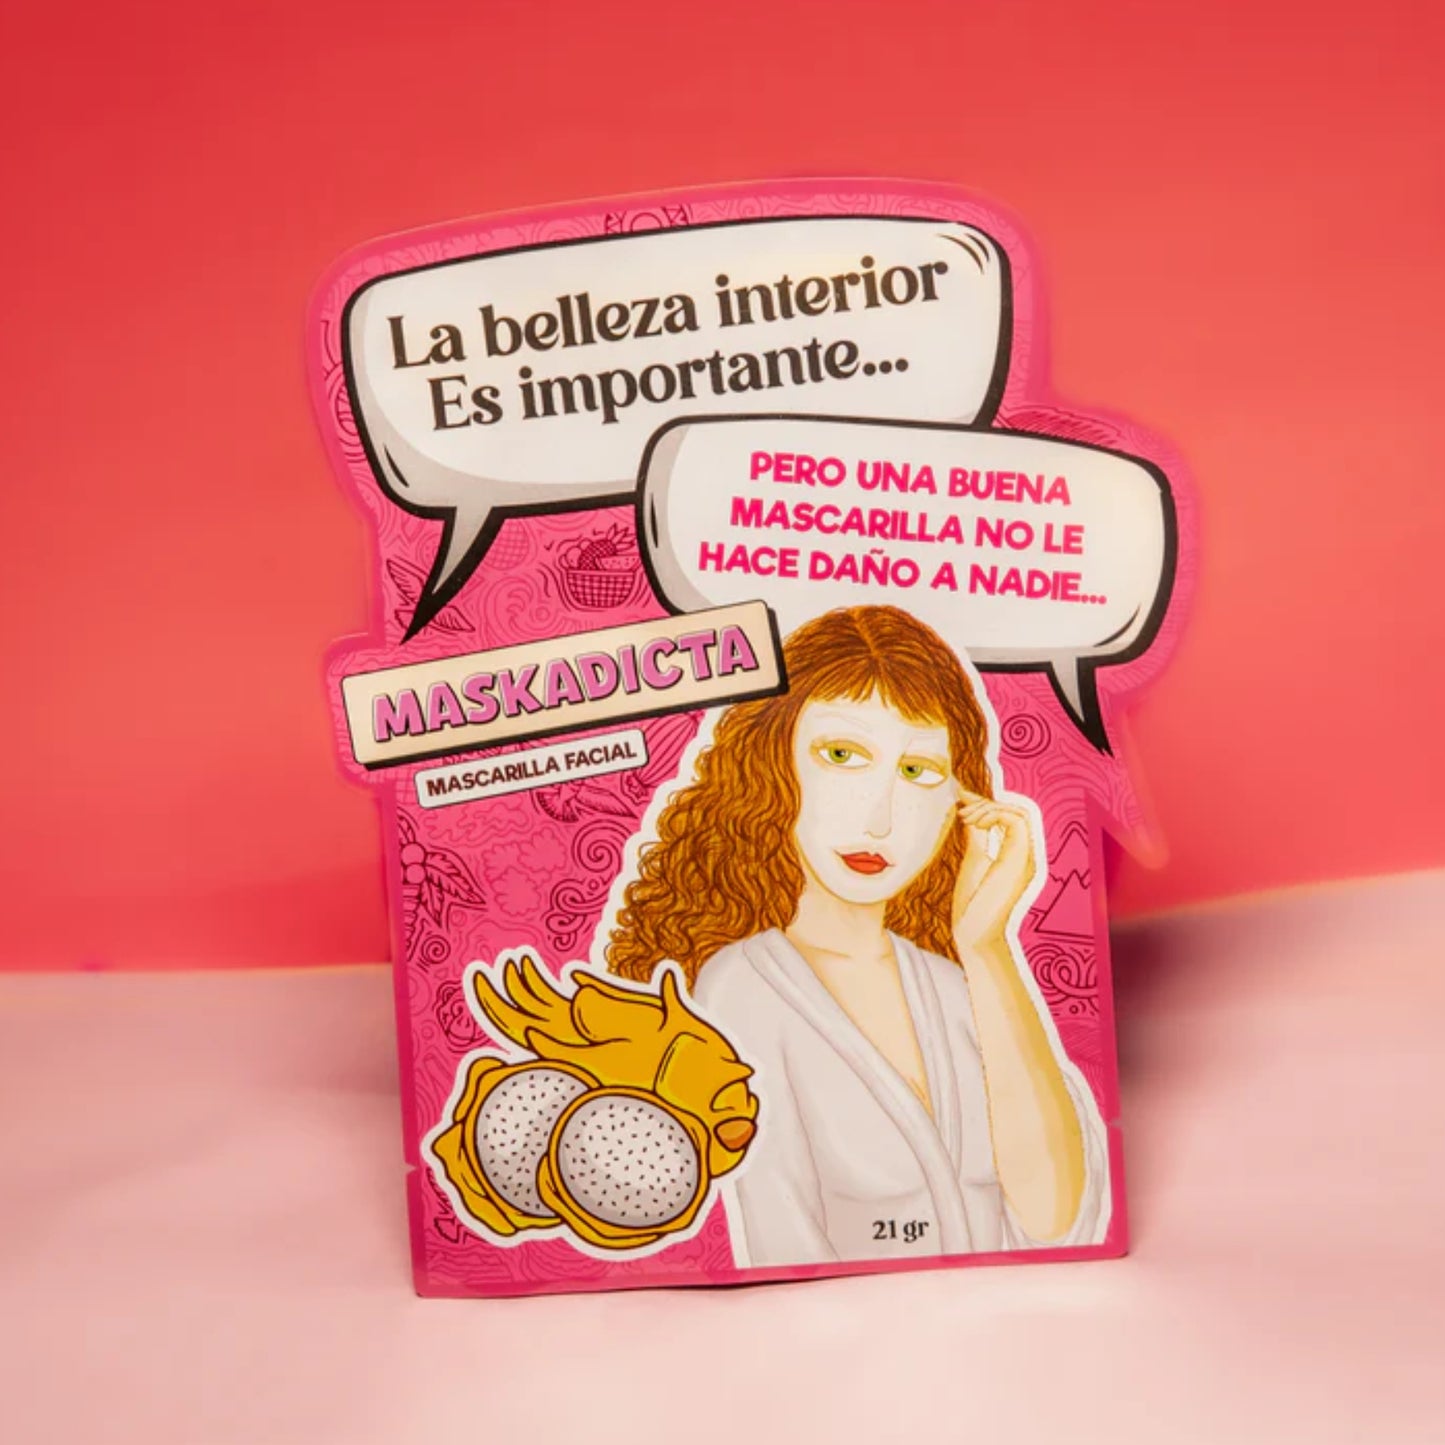 La belleza interior
Es importante...
PERO UNA BUENA
MASCARILLA NO LE
HACE DAÑO A NADIE...
MASKADICTA
MASCARILLA FACIAL
21 gr